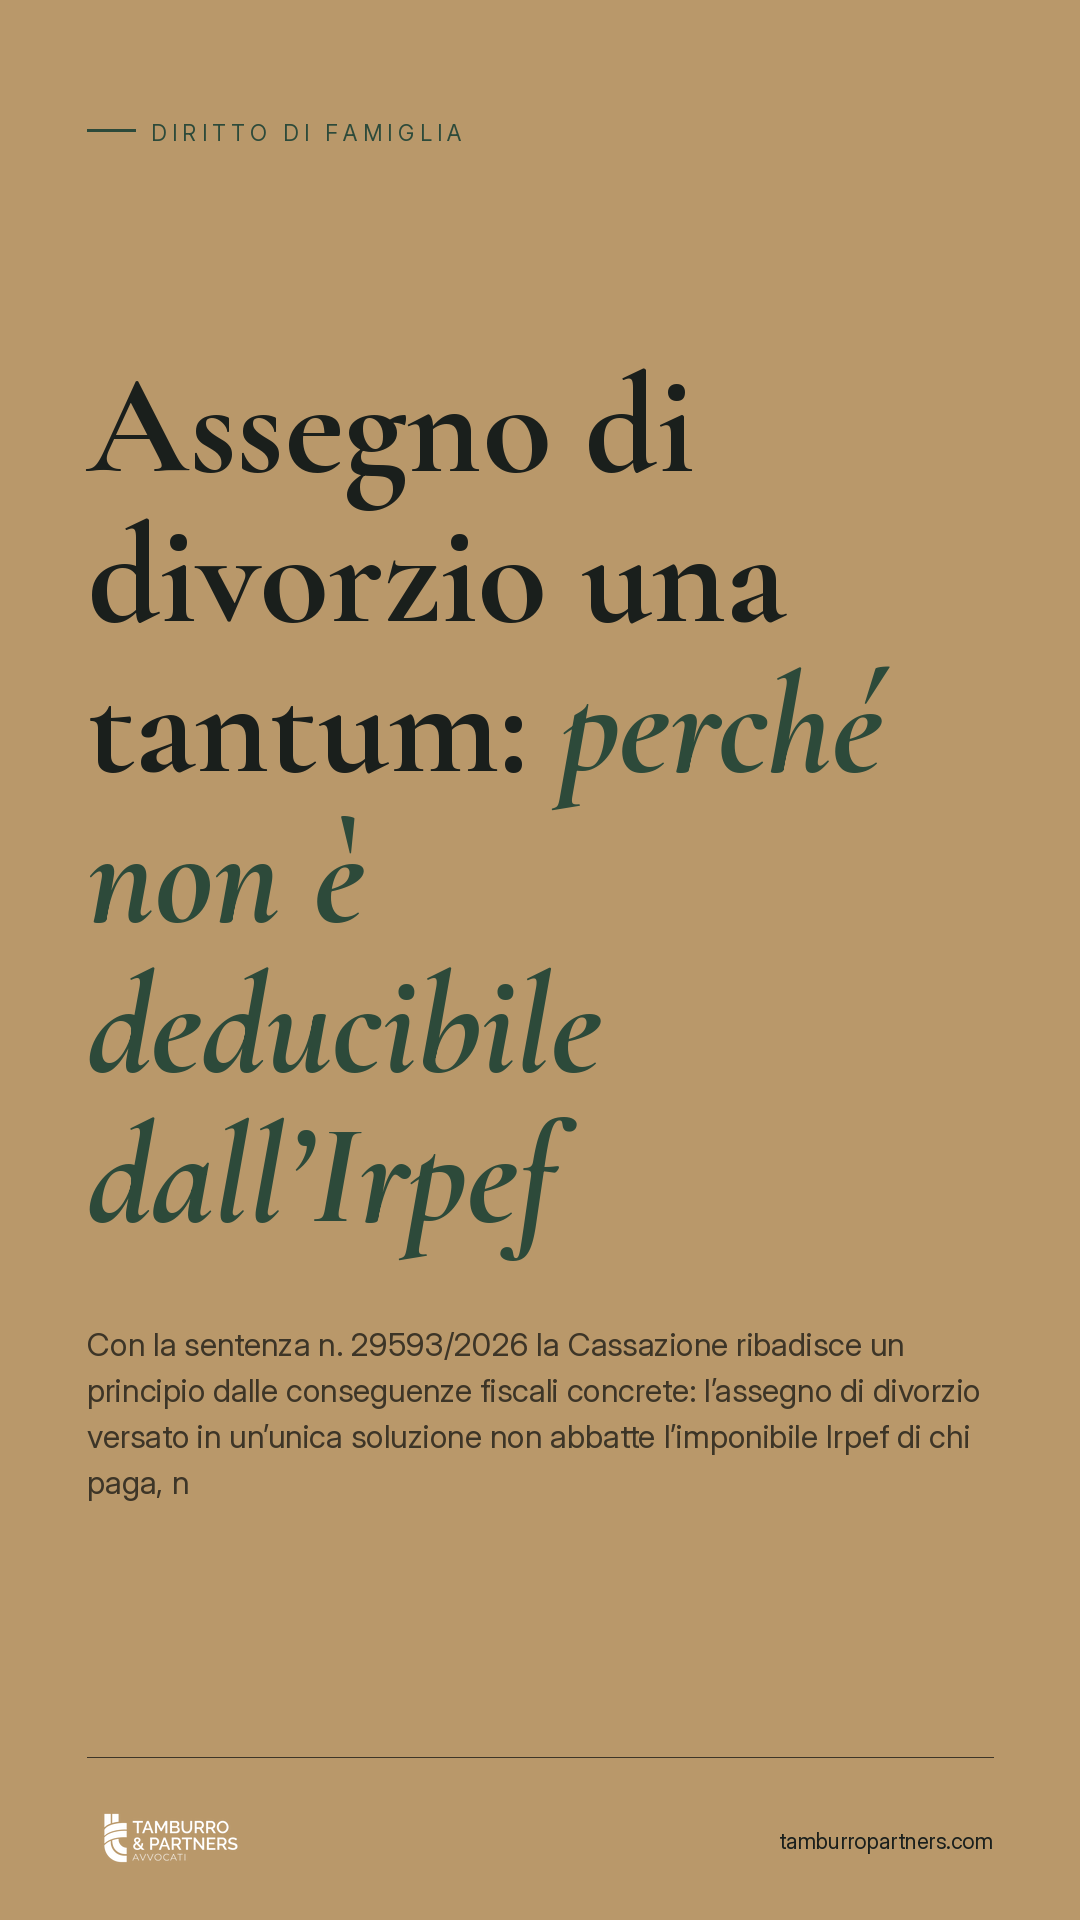 DIRITTO DI FAMIGLIA
Assegno di
divorzio una
tantum: perché
non è
deducibile
dall’Irpef
Con la sentenza n. 29593/2026 la Cassazione ribadisce un
principio dalle conseguenze fiscali concrete: l’assegno di divorzio
versato in un’unica soluzione non abbatte l’imponibile Irpef di chi
paga, n
TAMBURRO
& PARTNERS
AVVOCATI
tamburropartners.com